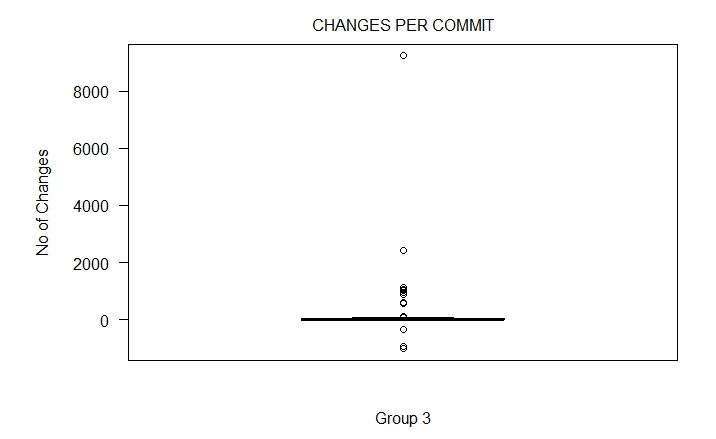 CHANGES PER COMMIT
No of Changes
8000
6000
4000
2000
0
Group 3